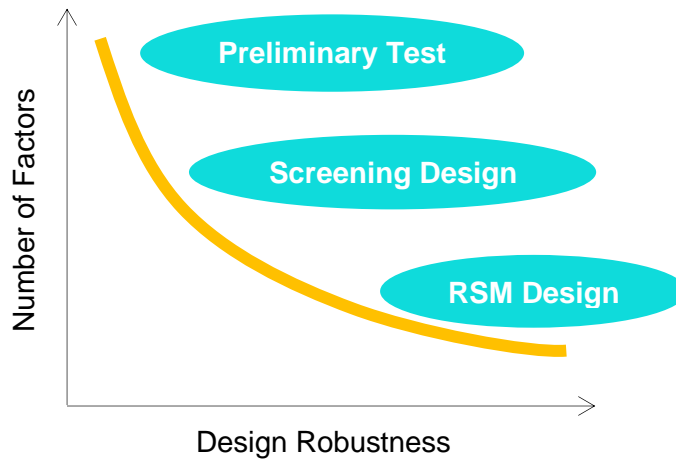 Preliminary Test
Screening Design
RSM Design
Number of Factors
Design Robustness